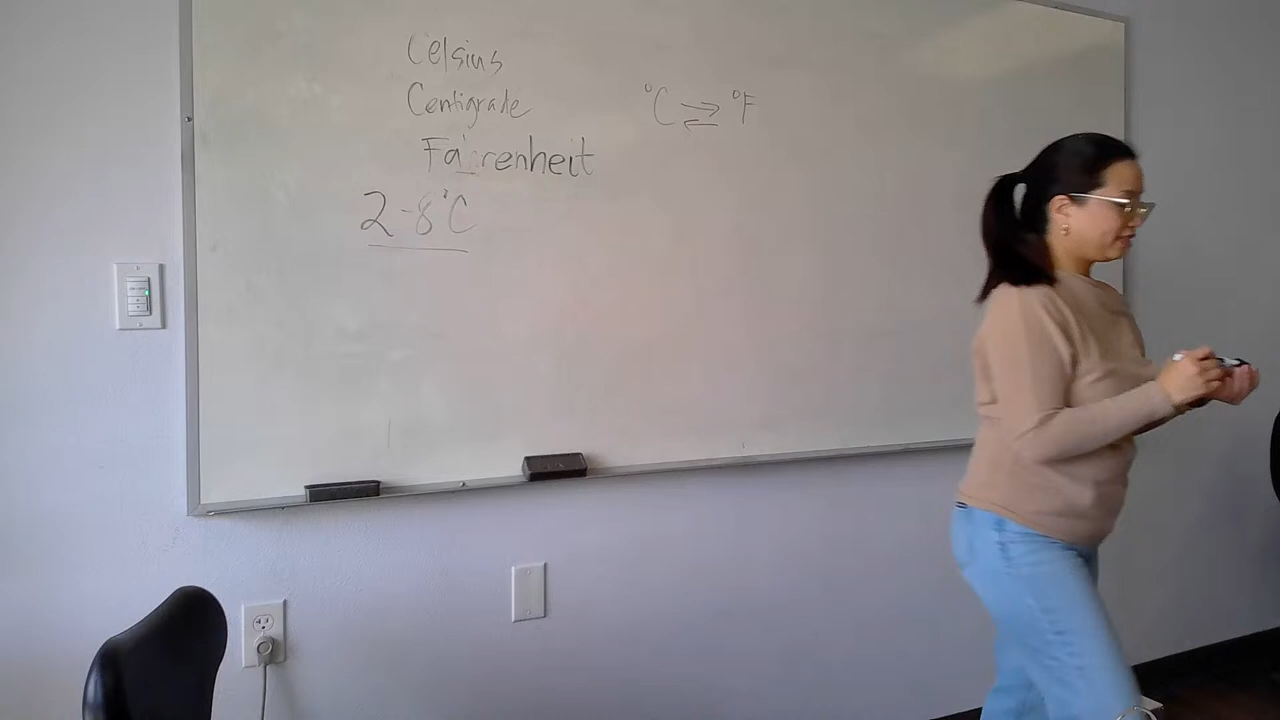 Celsius
Centigrade
°C ⇌ °F
Fahrenheit
2-8°C